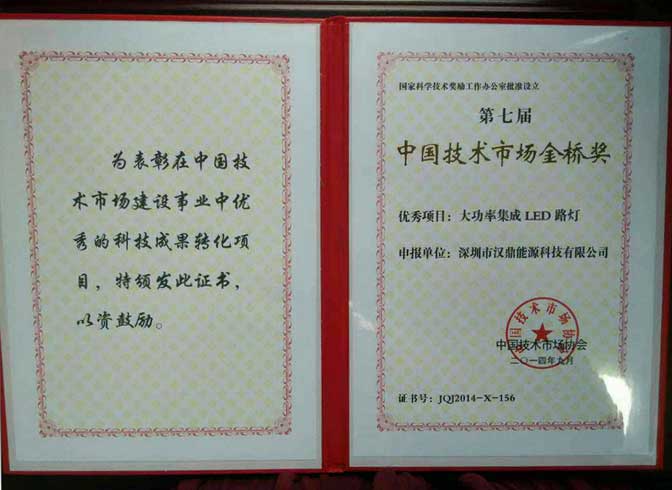 为表彰在中国技
术市场建设事业中优
秀的科技成果转化项
目，特颁发此证书，
以资鼓励。
国家科学技术奖励工作办公室批准设立
第七届
中国技术市场金桥奖
优秀项目：大功率集成 LED 路灯
申报单位：深圳市汉鼎能源科技有限公司
中国技术市场协会
中国技术市场协会
二〇一四年九月
证书号：JQJ2014-X-156